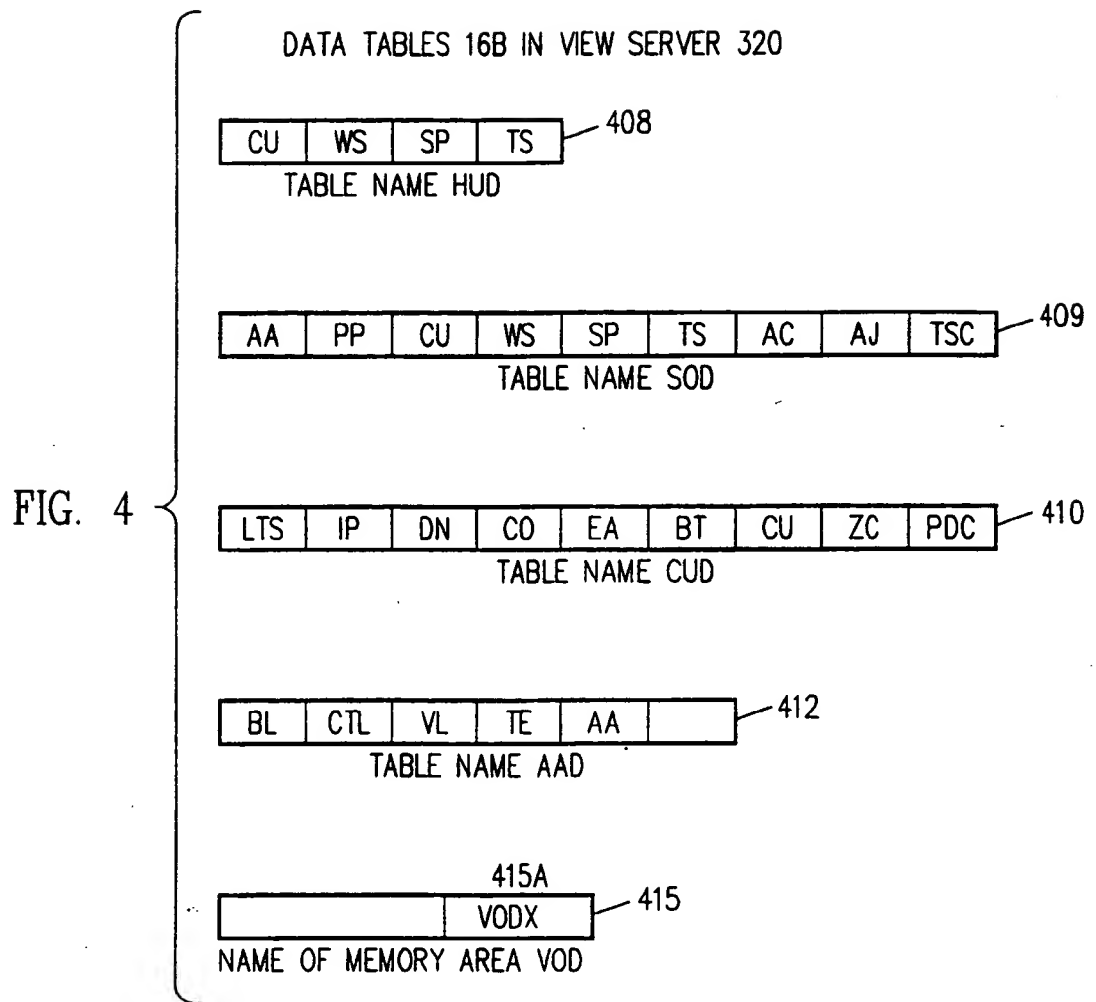 DATA TABLES 16B IN VIEW SERVER 320
CU WS SP TS 408
TABLE NAME HUD
AA PP CU WS SP TS AC AJ TSC 409
TABLE NAME SOD
FIG. 4
LTS IP DN CO EA BT CU ZC PDC 410
TABLE NAME CUD
BL CTL VL TE AA 412
TABLE NAME AAD
415A
VODX 415
NAME OF MEMORY AREA VOD